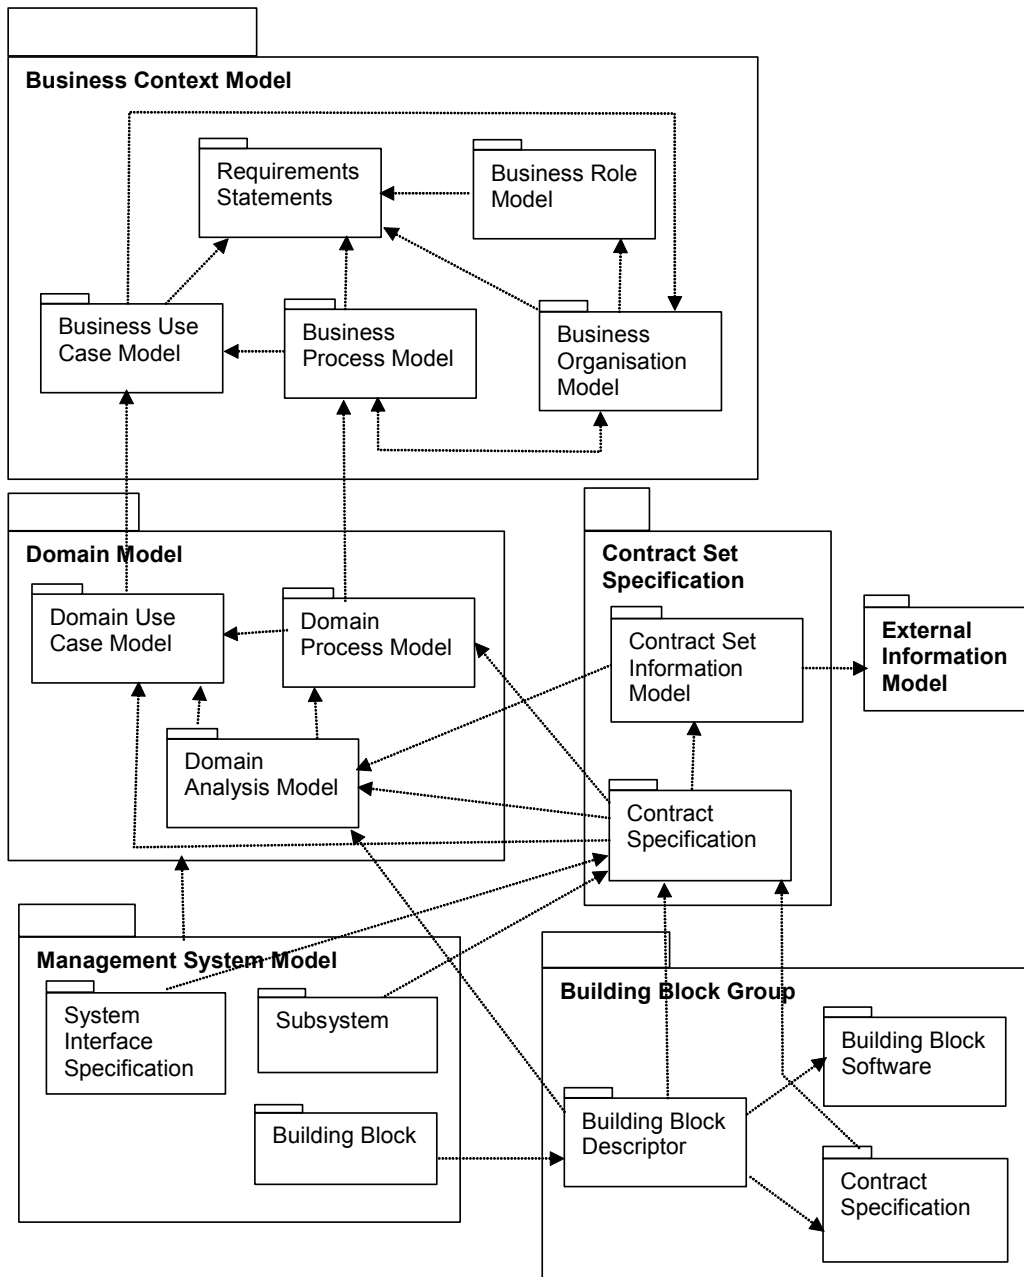 Business Context Model
Requirements
Statements
Business Role
Model
Business Use
Case Model
Business
Process Model
Business
Organisation
Model
Domain Model
Domain Use
Case Model
Domain
Process Model
Domain
Analysis Model
Contract Set
Specification
Contract Set
Information
Model
Contract
Specification
External
Information
Model
Management System Model
System
Interface
Specification
Subsystem
Building Block
Building Block Group
Building Block
Software
Building Block
Descriptor
Contract
Specification